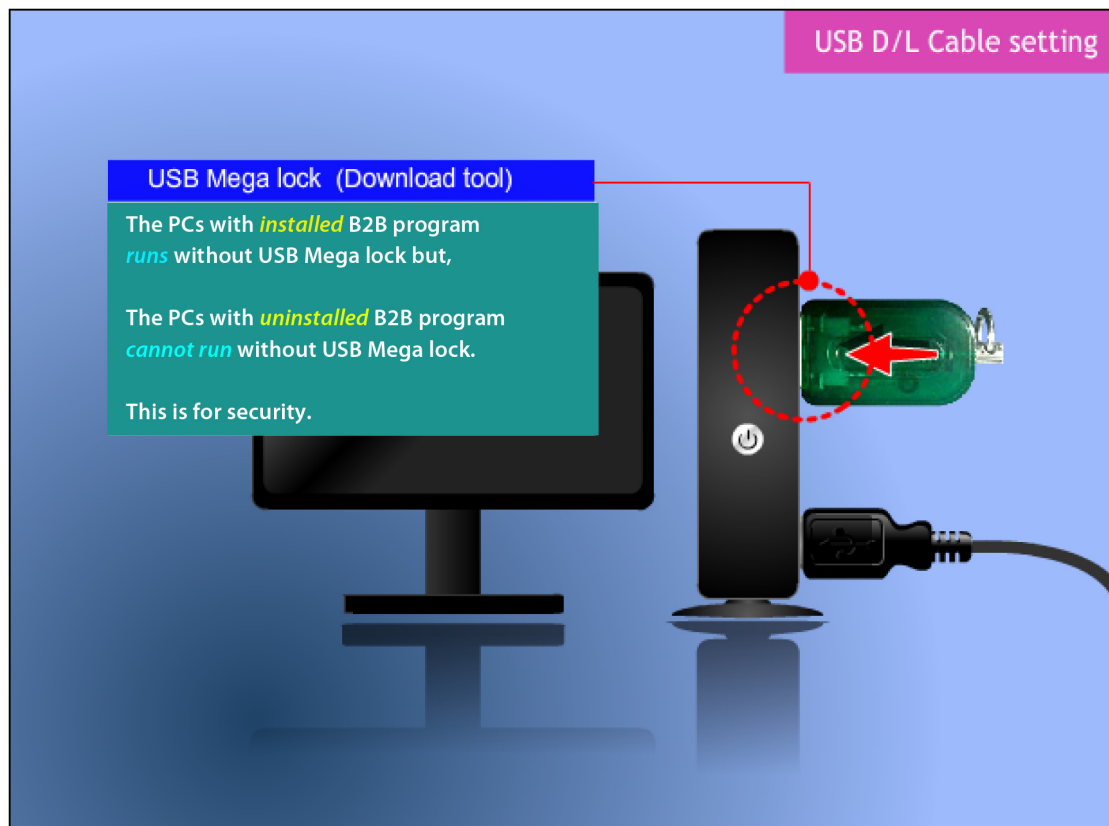 USB D/L Cable setting
USB Mega lock (Download tool)
The PCs with installed B2B program
runs without USB Mega lock but,
The PCs with uninstalled B2B program
cannot run without USB Mega lock.
This is for security.